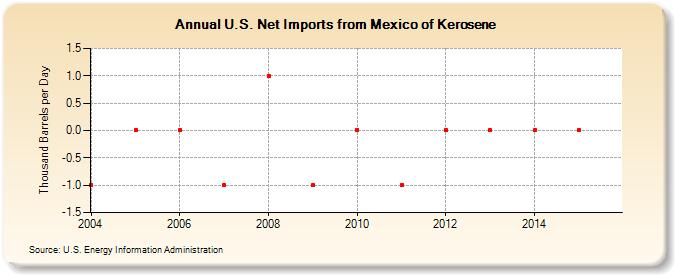 Annual U.S. Net Imports from Mexico of Kerosene
Thousand Barrels per Day
1.5
1.0
0.5
0.0
-0.5
-1.0
-1.5
2004 2006 2008 2010 2012 2014
Source: U.S. Energy Information Administration